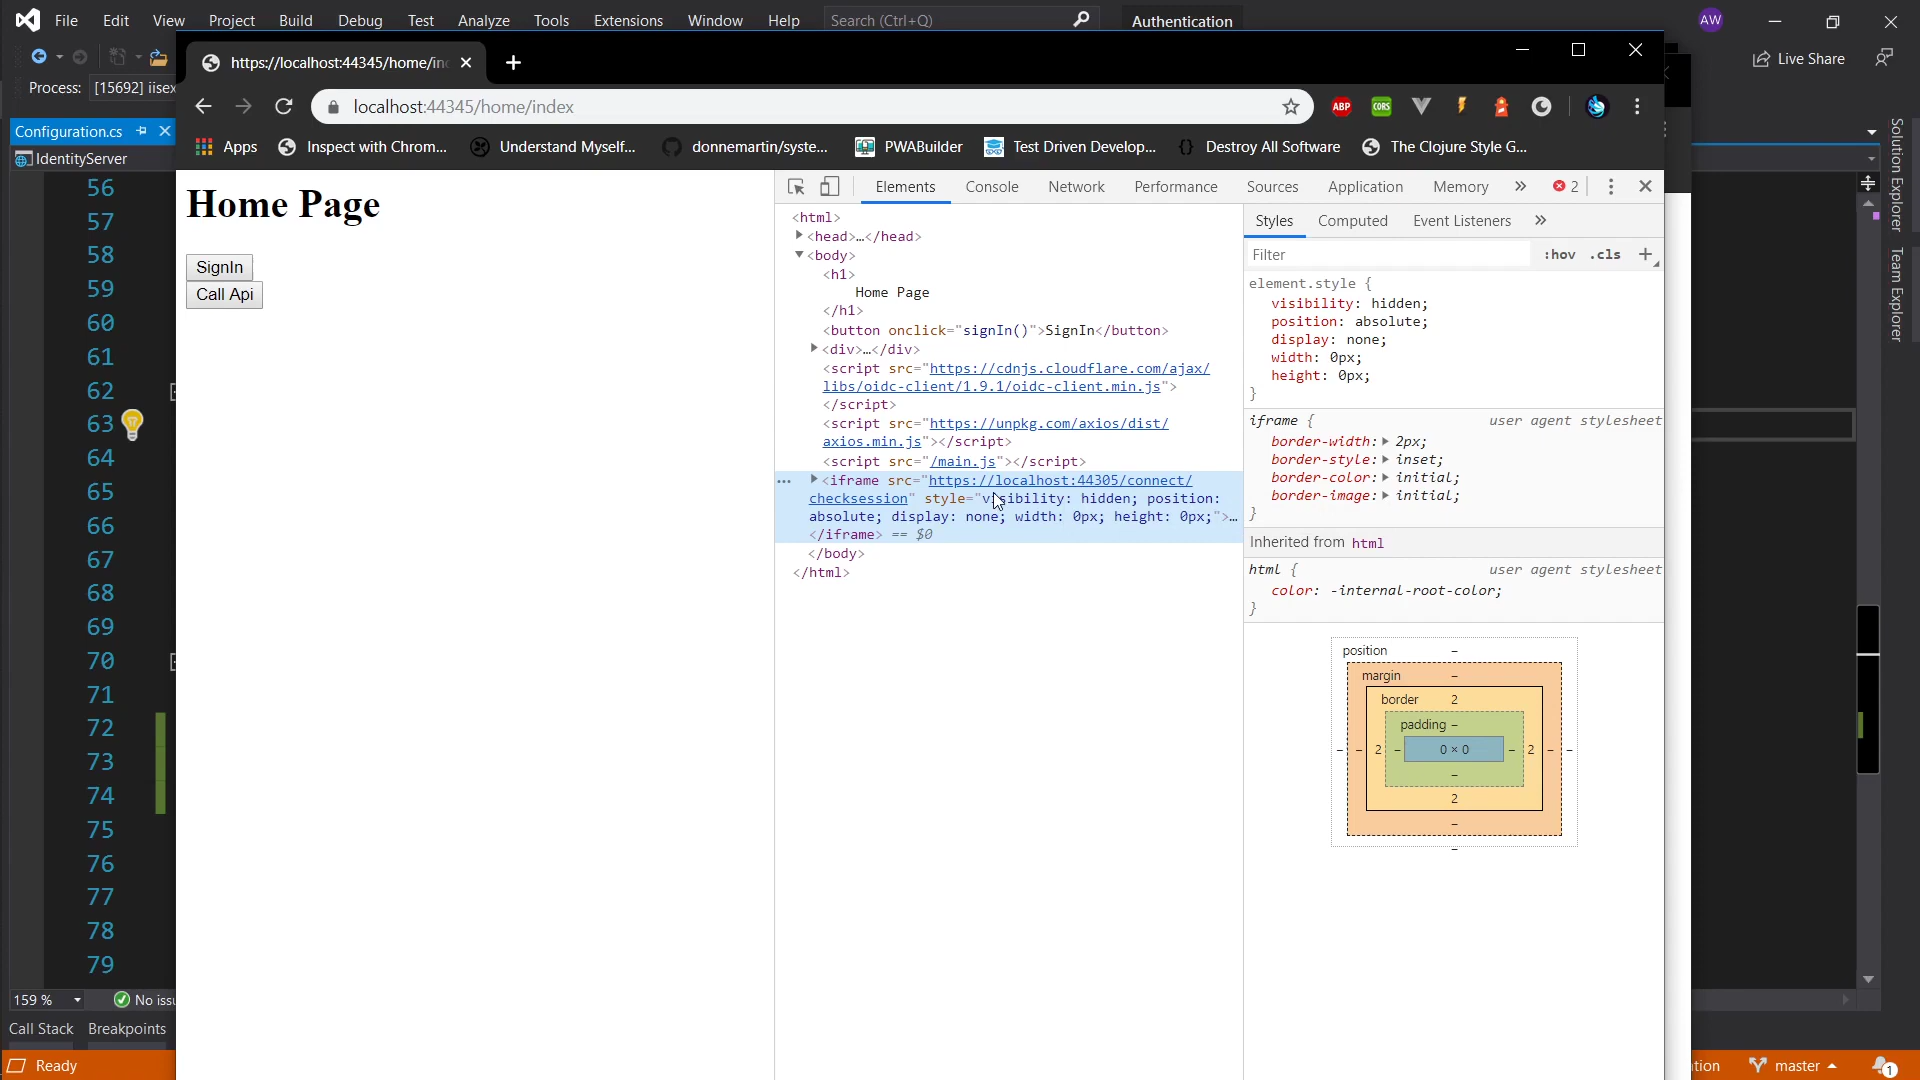 File Edit View Project Build Debug Test Analyze Tools Extensions Window Help Search (Ctrl+Q) Authentication AW
Live Share
Process: [15692] iisex
https://localhost:44345/home/in
localhost:44345/home/index
ABP CORS
Apps Inspect with Chrom... Understand Myself... donnemartin/syste... PWABuilder Test Driven Develop... Destroy All Software The Clojure Style G...
Configuration.cs
IdentityServer
56
57
58
59
60
61
62
63
64
65
66
67
68
69
70
71
72
73
74
75
76
77
78
79
159 % No issu
Call Stack Breakpoints
Ready
Home Page
SignIn
Call Api
Elements Console Network Performance Sources Application Memory » 2
<html>
<head>…</head>
<body>
<h1>
Home Page
</h1>
<button onclick="signIn()">SignIn</button>
<div>…</div>
<script src="https://cdnjs.cloudflare.com/ajax/
libs/oidc-client/1.9.1/oidc-client.min.js">
</script>
<script src="https://unpkg.com/axios/dist/
axios.min.js"></script>
<script src="/main.js"></script>
<iframe src="https://localhost:44305/connect/
checksession" style="visibility: hidden; position:
absolute; display: none; width: 0px; height: 0px;">…
</iframe> == $0
</body>
</html>
Styles Computed Event Listeners »
Filter :hov .cls +
element.style {
visibility: hidden;
position: absolute;
display: none;
width: 0px;
height: 0px;
}
iframe { user agent stylesheet
border-width: 2px;
border-style: inset;
border-color: initial;
border-image: initial;
}
Inherited from html
html { user agent stylesheet
color: -internal-root-color;
}
position –
margin –
border 2
padding –
– – 2 – 0 × 0 – 2 – –
–
2
–
–
Solution Explorer
Team Explorer
tion master 1